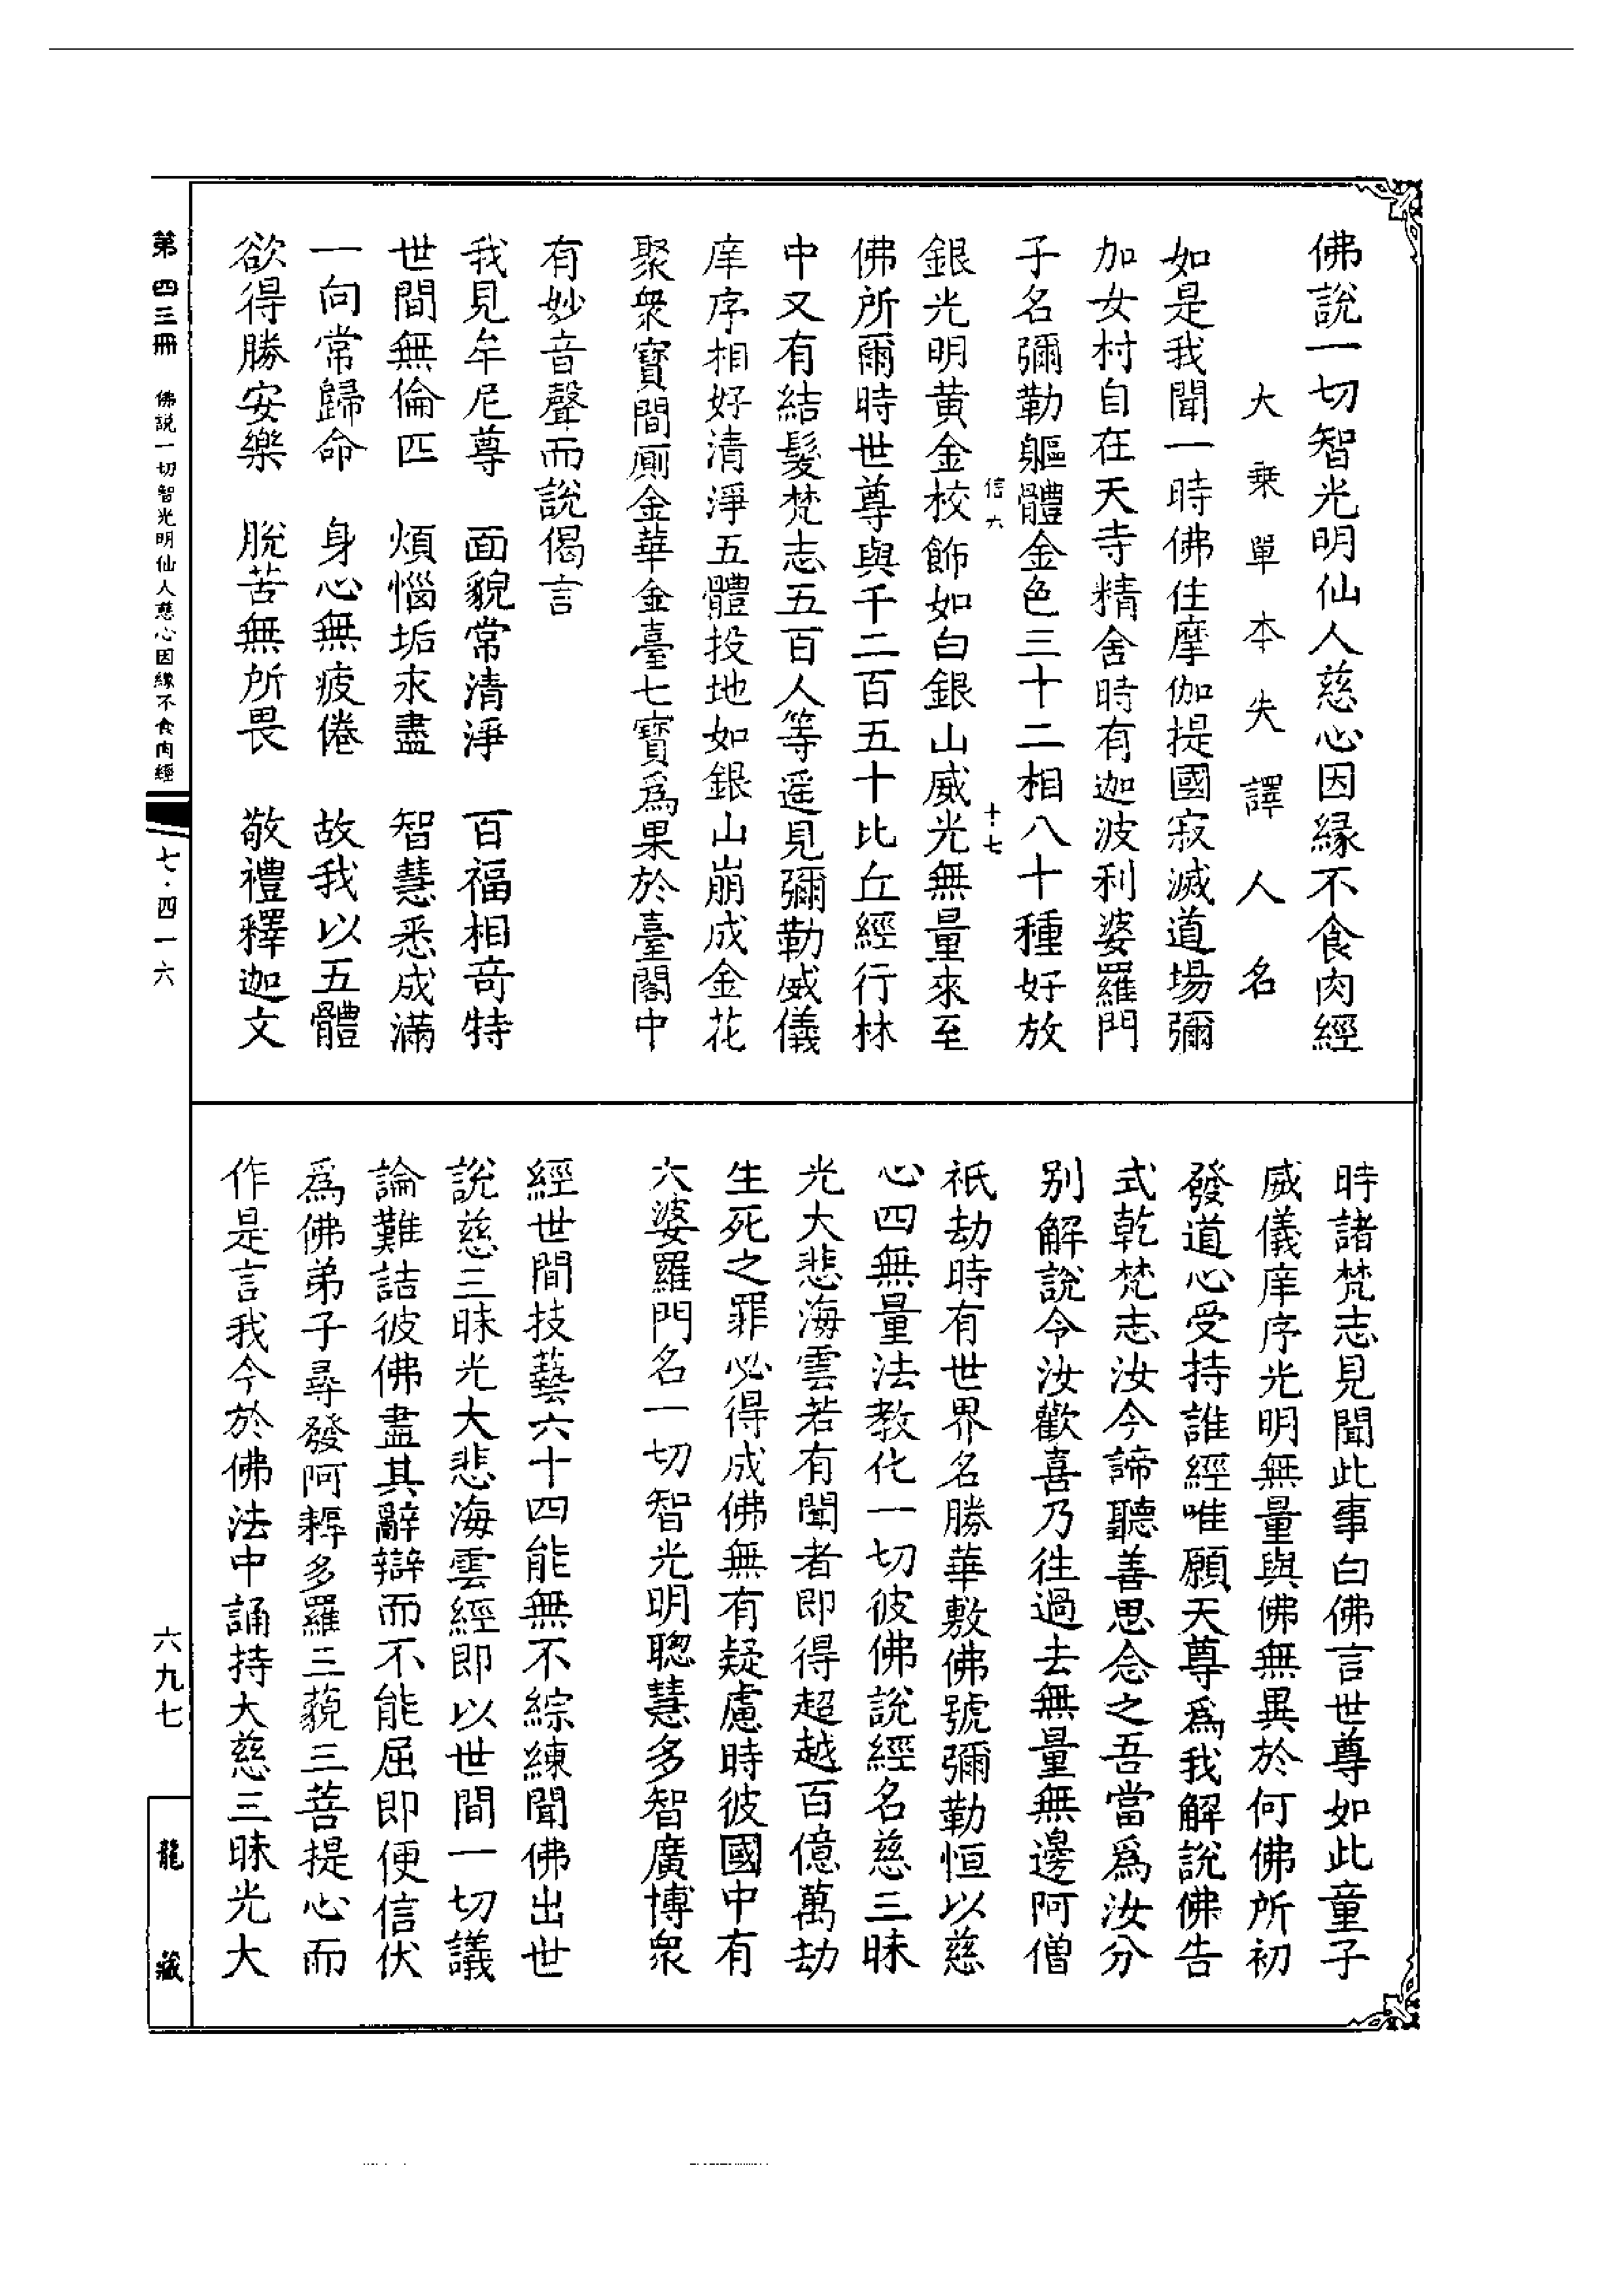 佛說一切智光明仙人慈心因緣不食肉經
大乘單本失譯人名
如是我聞一時佛住摩伽提國寂滅道場彌
加女村自在天寺精舍時有迦波利婆羅門
子名彌勒軀體金色三十二相八十種好放
信六 十七
銀光明黃金校飾如白銀山威光無量來至
佛所爾時世尊與千二百五十比丘經行林
中又有結髮梵志五百人等遥見彌勒威儀
庠序相好清淨五體投地如銀山崩成金花
聚衆寶間廁金華金臺七寶爲果於臺閣中
有妙音聲而說偈言
我見牟尼尊 面貌常清淨 百福相奇特
世間無倫匹 煩惱垢永盡 智慧悉成滿
一向常歸命 身心無疲倦 故我以五體
欲得勝安樂 脫苦無所畏 敬禮釋迦文
時諸梵志見聞此事白佛言世尊如此童子
威儀庠序光明無量與佛無異於何佛所初
發道心受持誰經唯願天尊爲我解說佛告
式乾梵志汝今諦聽善思念之吾當爲汝分
别解說令汝歡喜乃徃過去無量無邊阿僧
祇劫時有世界名勝華敷佛號彌勒恒以慈
心四無量法教化一切彼佛說經名慈三昧
光大悲海雲若有聞者即得超越百億萬劫
生死之罪必得成佛無有疑慮時彼國中有
大婆羅門名一切智光明聰慧多智廣博衆
經世間技藝六十四能無不綜練聞佛出世
說慈三昧光大悲海雲經即以世間一切議
論難詰彼佛盡其辭辯而不能屈即便信伏
爲佛弟子尋發阿耨多羅三藐三菩提心而
作是言我今於佛法中誦持大慈三昧光大
第四三冊 佛説一切智光明仙人慈心因緣不食肉經 七·四一六
六九七
龍藏